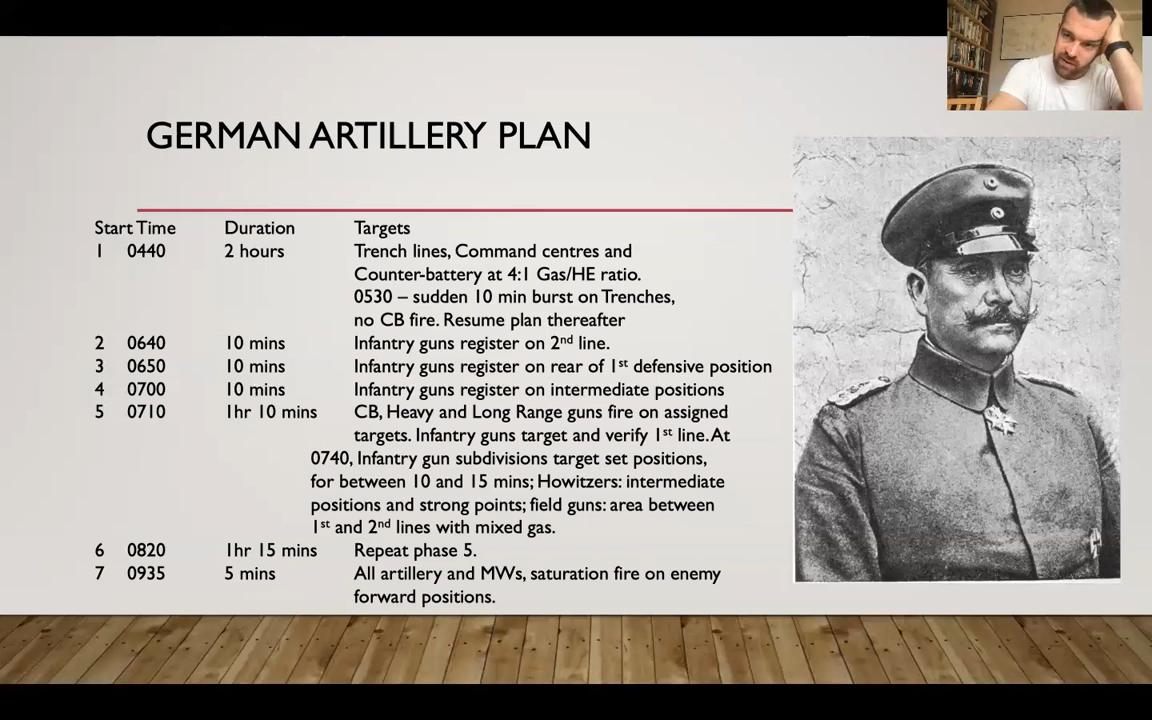 GERMAN ARTILLERY PLAN
Start Time Duration Targets
1 0440 2 hours Trench lines, Command centres and
Counter-battery at 4:1 Gas/HE ratio.
0530 – sudden 10 min burst on Trenches,
no CB fire. Resume plan thereafter
2 0640 10 mins Infantry guns register on 2nd line.
3 0650 10 mins Infantry guns register on rear of 1st defensive position
4 0700 10 mins Infantry guns register on intermediate positions
5 0710 1hr 10 mins CB, Heavy and Long Range guns fire on assigned
targets. Infantry guns target and verify 1st line. At
0740, Infantry gun subdivisions target set positions,
for between 10 and 15 mins; Howitzers: intermediate
positions and strong points; field guns: area between
1st and 2nd lines with mixed gas.
6 0820 1hr 15 mins Repeat phase 5.
7 0935 5 mins All artillery and MWs, saturation fire on enemy
forward positions.